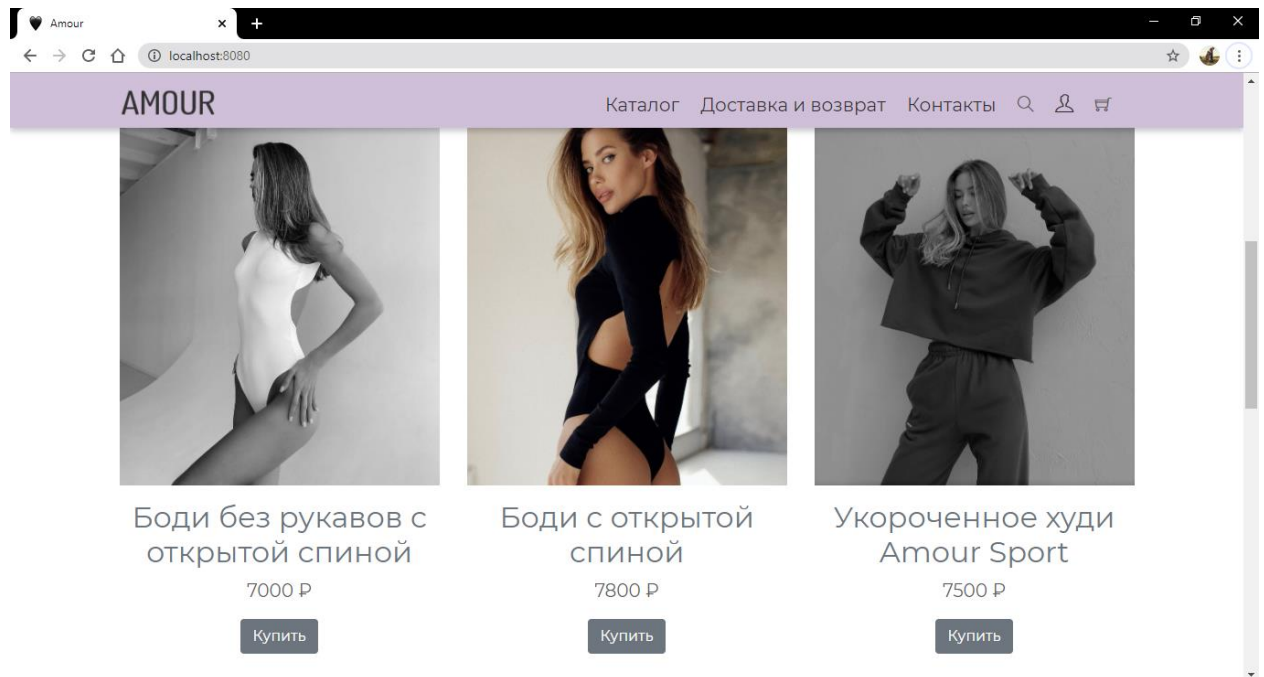 Amour
localhost:8080
AMOUR
Каталог Доставка и возврат Контакты
Боди без рукавов с
открытой спиной
7000 ₽
Купить
Боди с открытой
спиной
7800 ₽
Купить
Укороченное худи
Amour Sport
7500 ₽
Купить